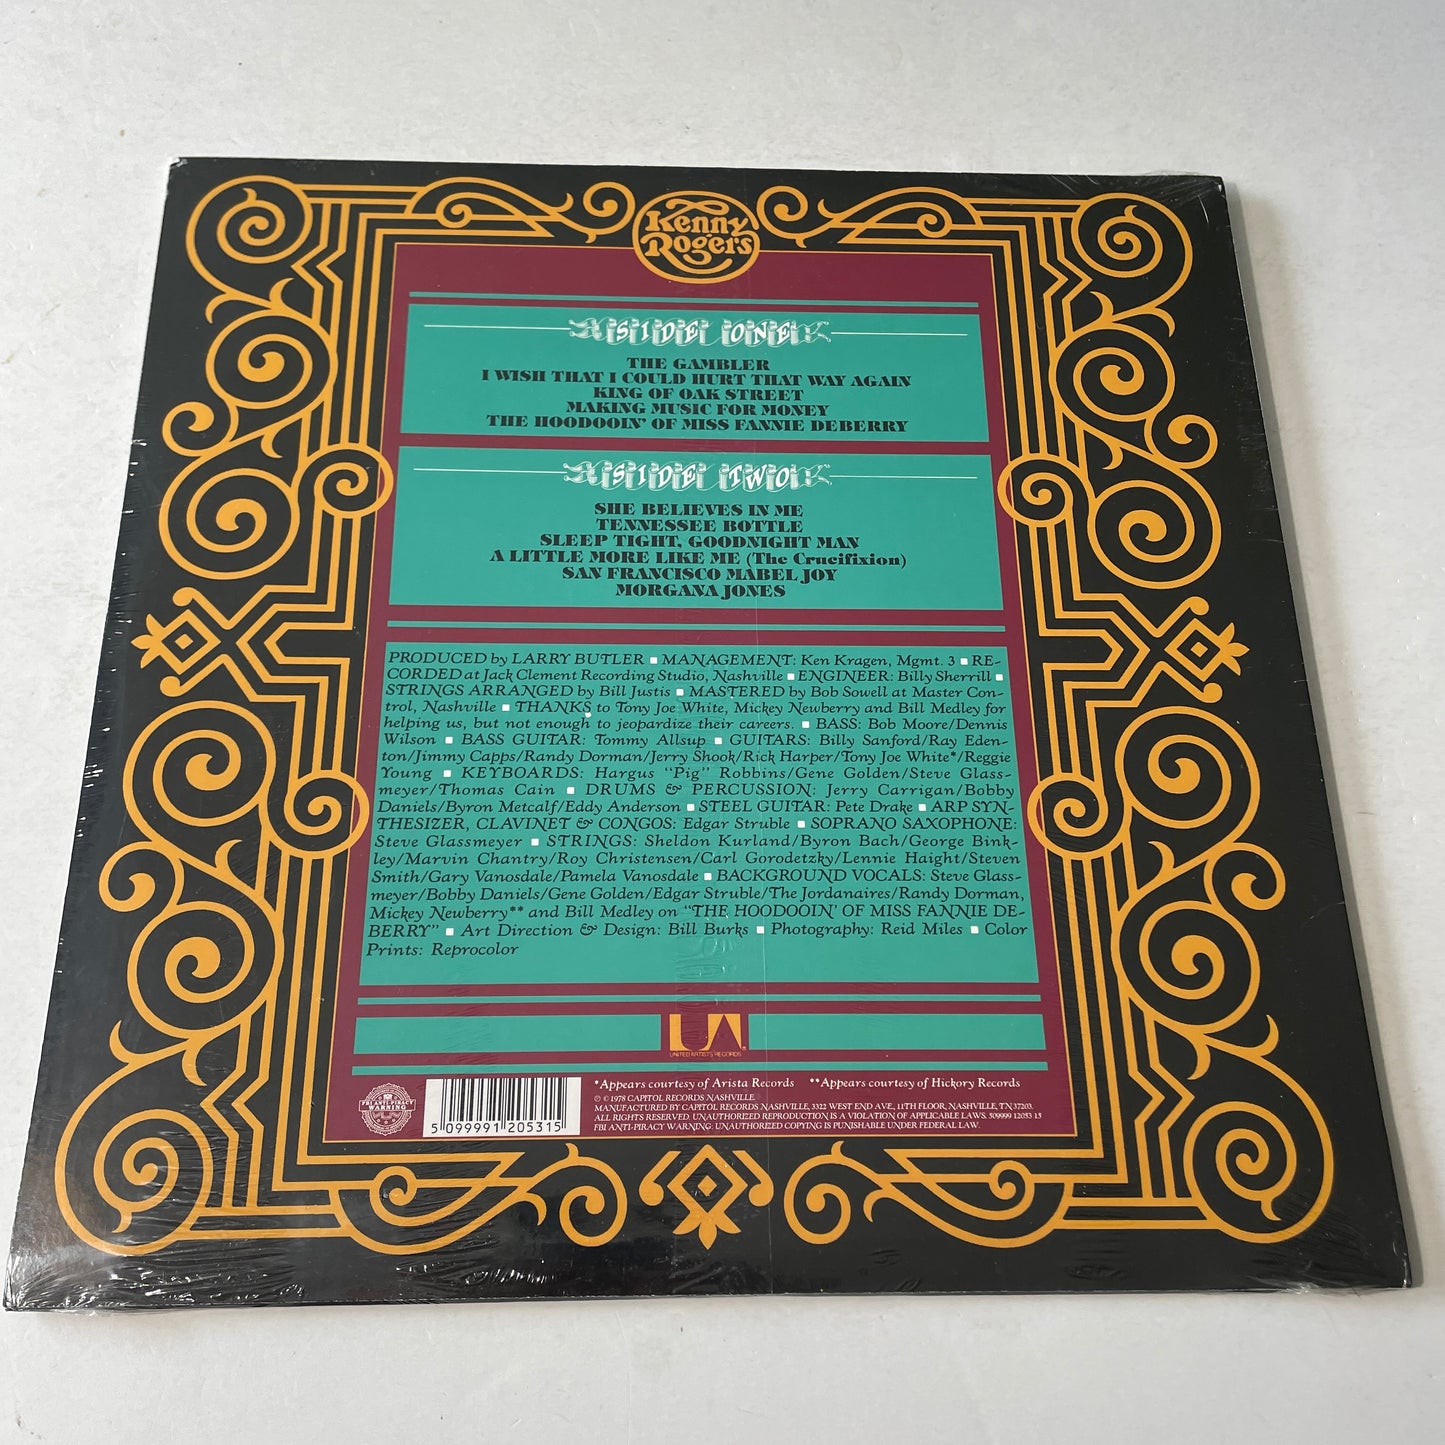 Kenny
Rogers
SIDE ONE
THE GAMBLER
I WISH THAT I COULD HURT THAT WAY AGAIN
KING OF OAK STREET
MAKING MUSIC FOR MONEY
THE HOODOOIN' OF MISS FANNIE DEBERRY
SIDE TWO
SHE BELIEVES IN ME
TENNESSEE BOTTLE
SLEEP TIGHT, GOODNIGHT MAN
A LITTLE MORE LIKE ME (The Crucifixion)
SAN FRANCISCO MABEL JOY
MORGANA JONES
PRODUCED by LARRY BUTLER ▪ MANAGEMENT: Ken Kragen, Mgmt. 3 ▪ RE-
CORDED at Jack Clement Recording Studio, Nashville ▪ ENGINEER: Billy Sherrill ▪
STRINGS ARRANGED by Bill Justis ▪ MASTERED by Bob Sowell at Master Con-
trol, Nashville ▪ THANKS to Tony Joe White, Mickey Newberry and Bill Medley for
helping us, but not enough to jeopardize their careers. ▪ BASS: Bob Moore/Dennis
Wilson ▪ BASS GUITAR: Tommy Allsup ▪ GUITARS: Billy Sanford/Ray Eden-
ton/Jimmy Capps/Randy Dorman/Jerry Shook/Rick Harper/Tony Joe White*/Reggie
Young ▪ KEYBOARDS: Hargus "Pig" Robbins/Gene Golden/Steve Glass-
meyer/Thomas Cain ▪ DRUMS & PERCUSSION: Jerry Carrigan/Bobby
Daniels/Byron Metcalf/Eddy Anderson ▪ STEEL GUITAR: Pete Drake ▪ ARP SYN-
THESIZER, CLAVINET & CONGOS: Edgar Struble ▪ SOPRANO SAXOPHONE:
Steve Glassmeyer ▪ STRINGS: Sheldon Kurland/Byron Bach/George Bink-
ley/Marvin Chantry/Roy Christensen/Carl Gorodetzky/Lennie Haight/Steven
Smith/Gary Vanosdale/Pamela Vanosdale ▪ BACKGROUND VOCALS: Steve Glass-
meyer/Bobby Daniels/Gene Golden/Edgar Struble/The Jordanaires/Randy Dorman,
Mickey Newberry** and Bill Medley on "THE HOODOOIN' OF MISS FANNIE DE-
BERRY" ▪ Art Direction & Design: Bill Burks ▪ Photography: Reid Miles ▪ Color
Prints: Reprocolor
UA
UNITED ARTISTS RECORDS
*Appears courtesy of Arista Records **Appears courtesy of Hickory Records
℗ © 1978 CAPITOL RECORDS NASHVILLE.
MANUFACTURED BY CAPITOL RECORDS NASHVILLE, 3322 WEST END AVE., 11TH FLOOR, NASHVILLE, TN 37203.
ALL RIGHTS RESERVED. UNAUTHORIZED REPRODUCTION IS A VIOLATION OF APPLICABLE LAWS. 509999 12053 15
FBI ANTI-PIRACY WARNING: UNAUTHORIZED COPYING IS PUNISHABLE UNDER FEDERAL LAW.
FBI ANTI-PIRACY
WARNING
5 099991 205315